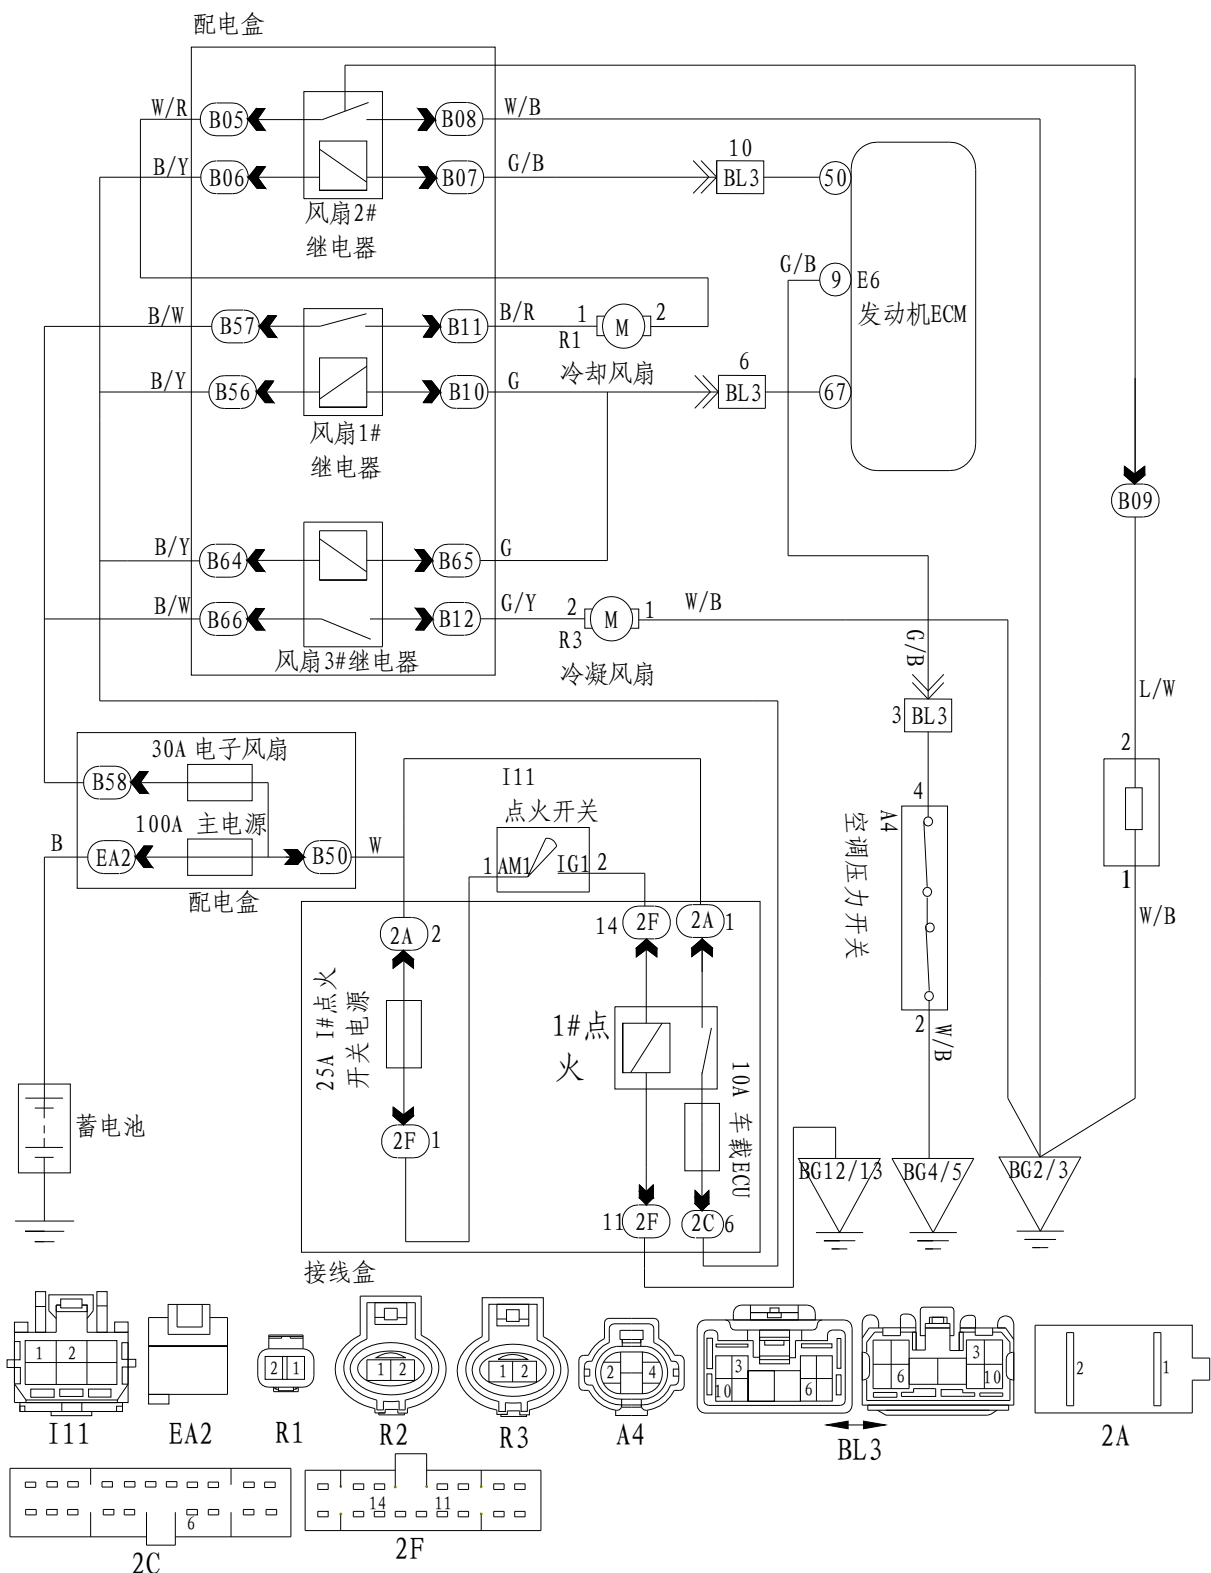 配电盒
W/R
B05
B08
W/B
B/Y
B06
B07
G/B
10
BL3
50
风扇2#
继电器
G/B
9
E6
发动机ECM
B/W
B57
B11
B/R
1
M
2
R1
冷却风扇
B/Y
B56
B10
G
6
BL3
67
风扇1#
继电器
B09
B/Y
B64
B65
G
B/W
B66
B12
G/Y
2
M
1
W/B
R3
冷凝风扇
风扇3#继电器
G/B
L/W
3
BL3
30A 电子风扇
B58
100A 主电源
B
EA2
B50
W
配电盒
I11
点火开关
1
AM1
IG1
2
2
1
W/B
4
A4
空调压力开关
2
W/B
2A
2
14
2F
2A
1
25A I#点火
开关电源
1#点
火
10A 车载ECU
2F
1
11
2F
2C
6
蓄电池
接线盒
BG12/13
BG4/5
BG2/3
1
2
I11
EA2
2
1
R1
1
2
R2
1
2
R3
2
4
A4
3
10
6
BL3
3
6
10
2
1
2A
6
2C
14
11
2F